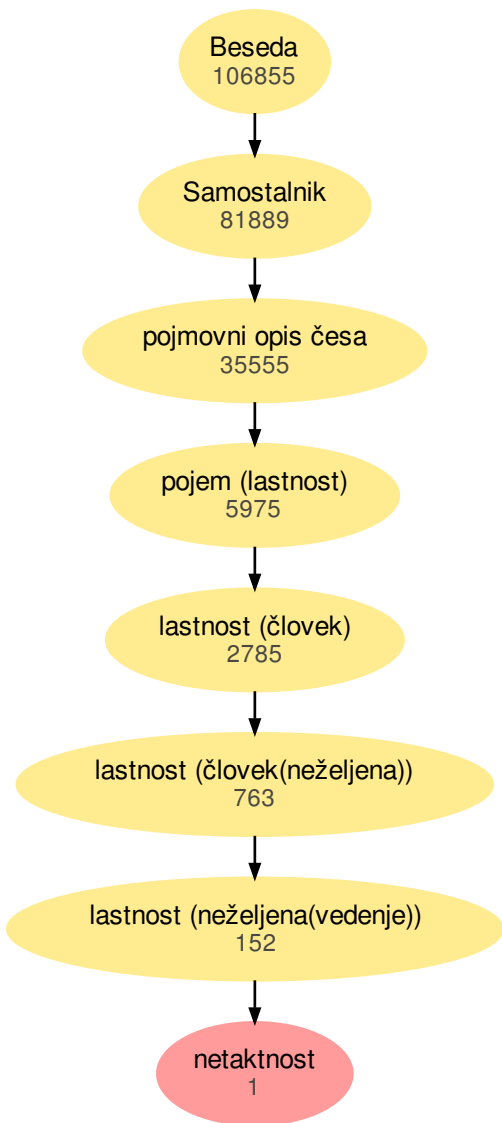 Beseda
106855
Samostalnik
81889
pojmovni opis česa
35555
pojem (lastnost)
5975
lastnost (človek)
2785
lastnost (človek(neželjena))
763
lastnost (neželjena(vedenje))
152
netaktnost
1